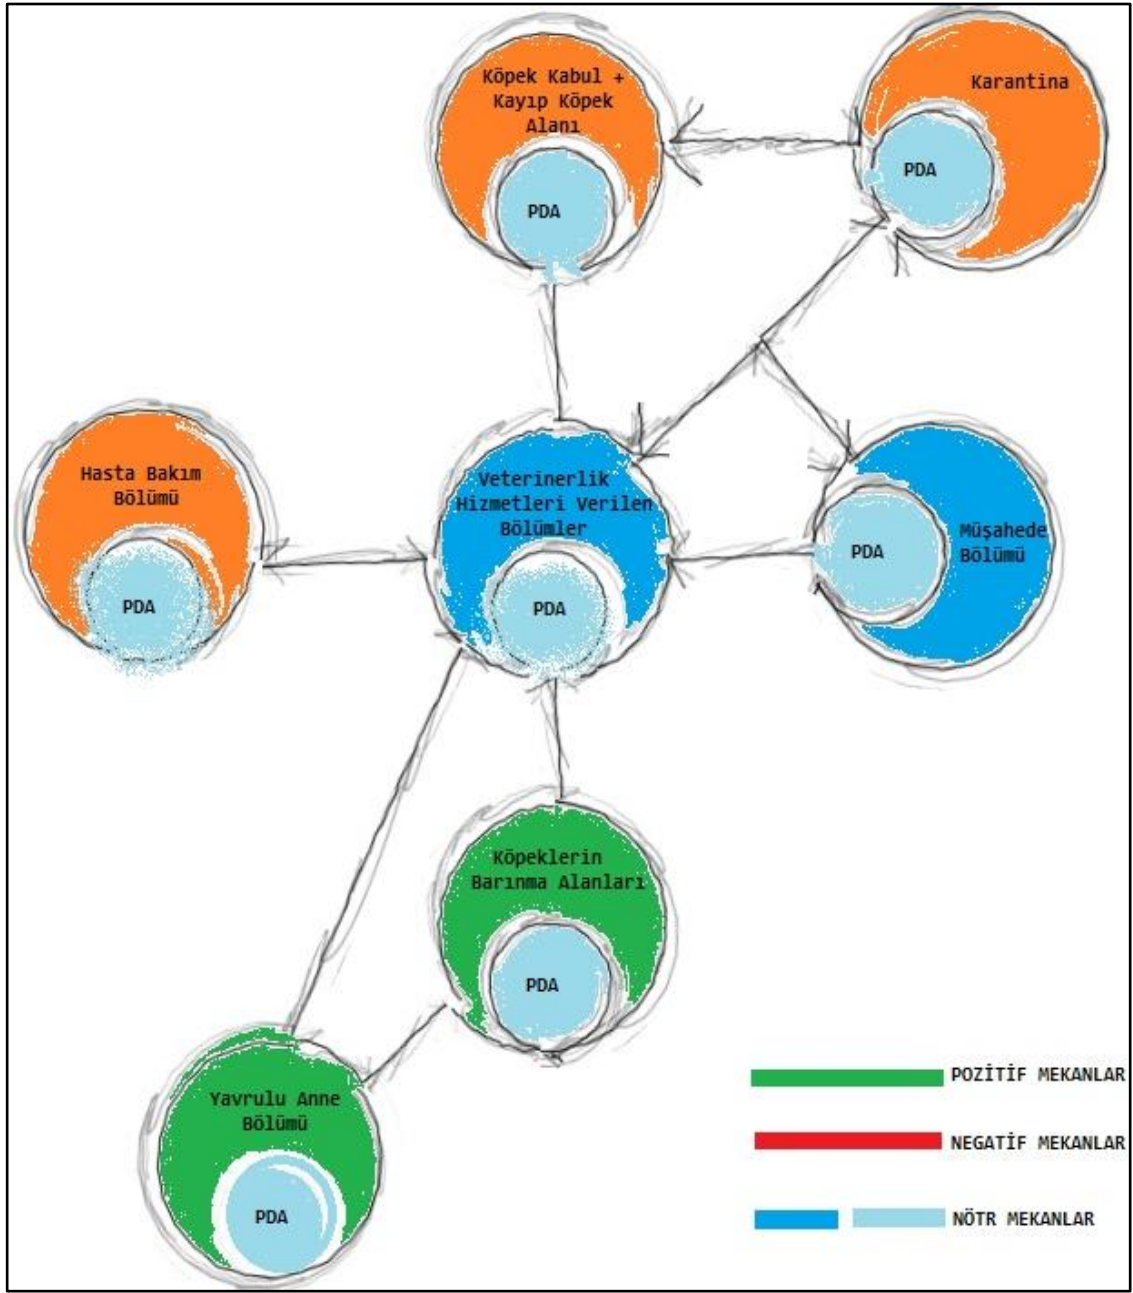 Köpek Kabul +
Kayıp Köpek
Alanı
PDA
Karantina
PDA
Hasta Bakım
Bölümü
PDA
Veterinerlik
Hizmetleri Verilen
Bölümler
PDA
Müşahede
Bölümü
PDA
Köpeklerin
Barınma Alanları
PDA
Yavrulu Anne
Bölümü
PDA
POZİTİF MEKANLAR
NEGATİF MEKANLAR
NÖTR MEKANLAR